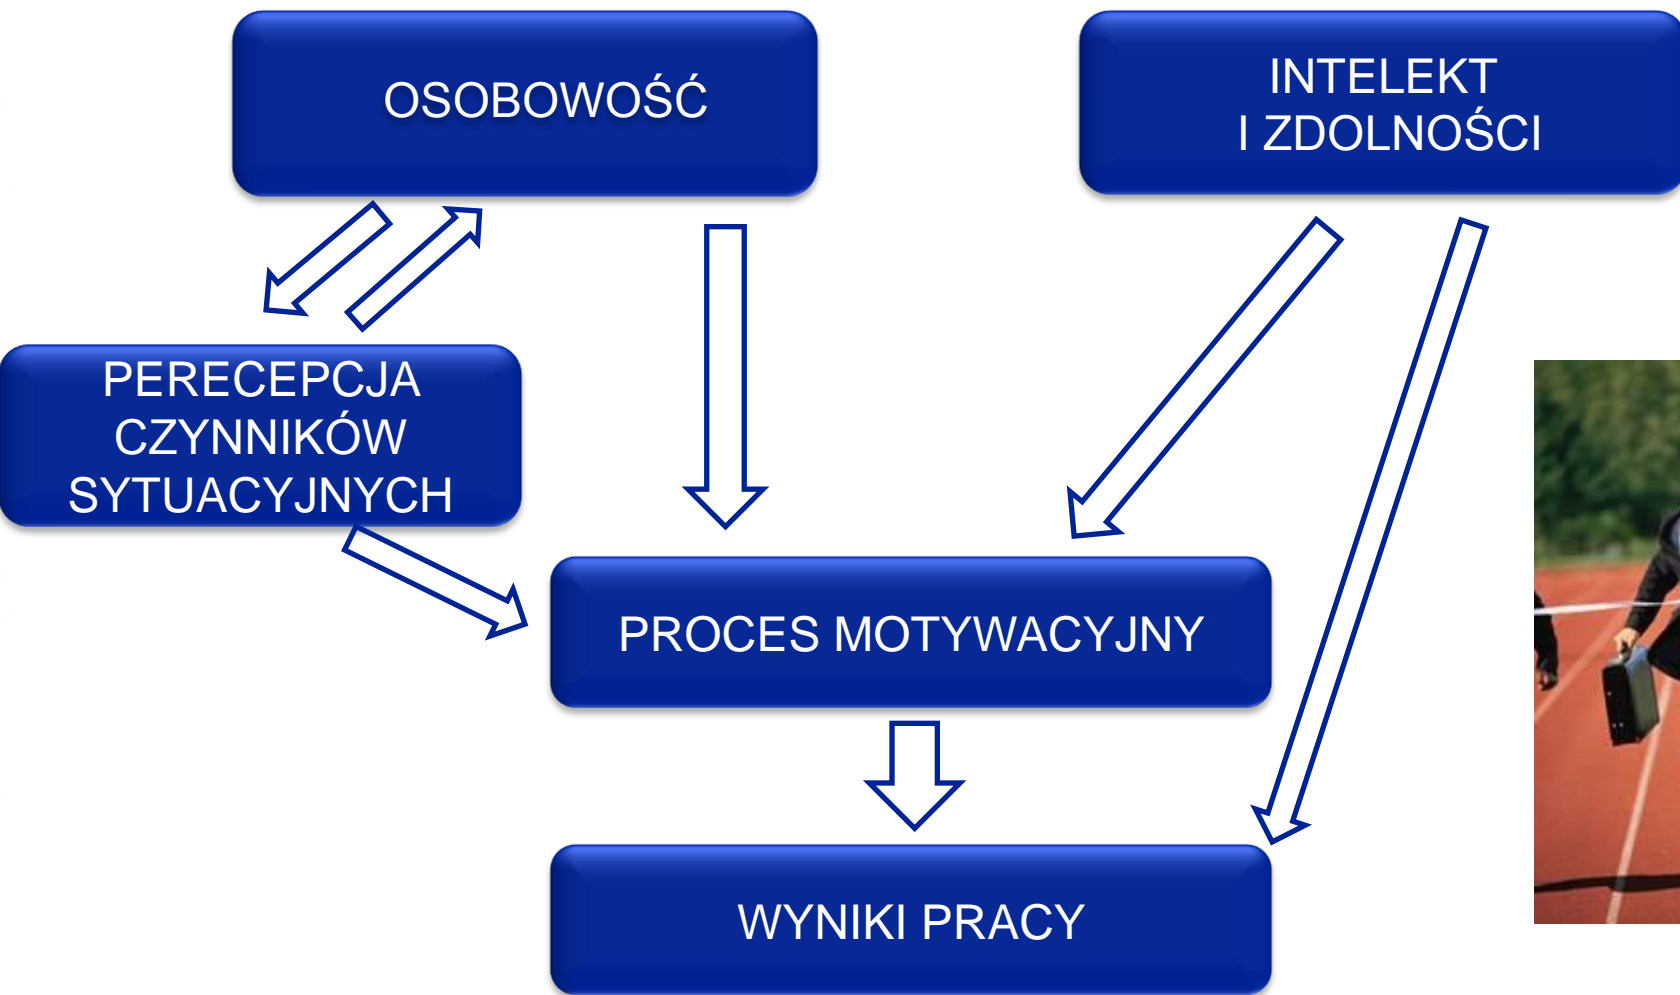 OSOBOWOŚĆ
INTELEKT
I ZDOLNOŚCI
PERECEPCJA
CZYNNIKÓW
SYTUACYJNYCH
PROCES MOTYWACYJNY
WYNIKI PRACY